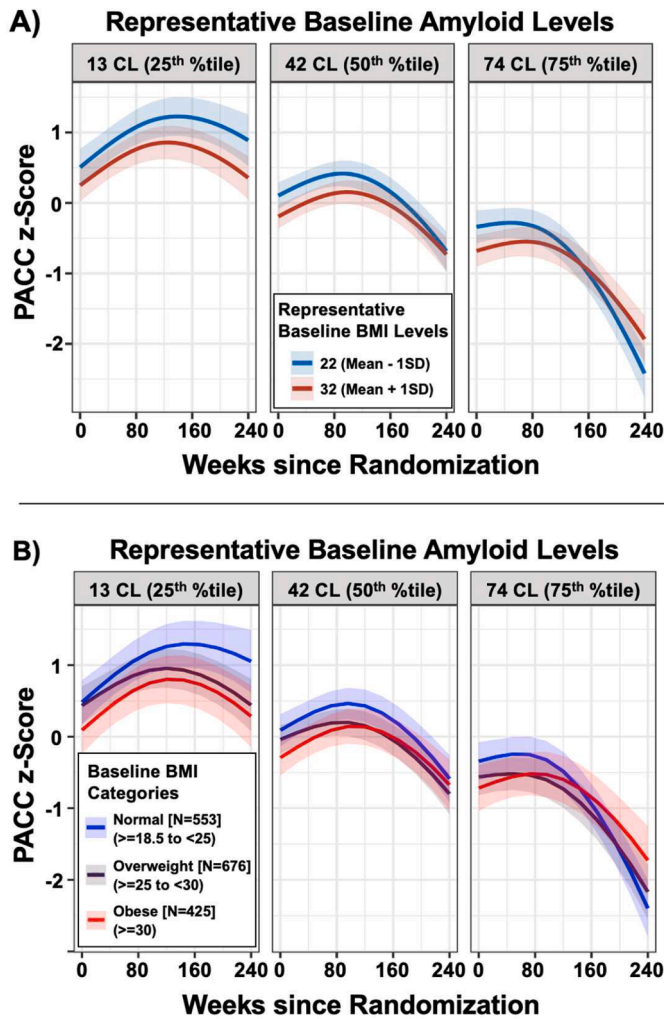 A) Representative Baseline Amyloid Levels
13 CL (25th %tile) 42 CL (50th %tile) 74 CL (75th %tile)
PACC z-Score
1
0
-1
-2
Representative
Baseline BMI Levels
22 (Mean - 1SD)
32 (Mean + 1SD)
0 80 160 240 0 80 160 240 0 80 160 240
Weeks since Randomization
B) Representative Baseline Amyloid Levels
13 CL (25th %tile) 42 CL (50th %tile) 74 CL (75th %tile)
PACC z-Score
1
0
-1
-2
Baseline BMI
Categories
Normal [N=553]
(>=18.5 to <25)
Overweight [N=676]
(>=25 to <30)
Obese [N=425]
(>=30)
0 80 160 240 0 80 160 240 0 80 160 240
Weeks since Randomization